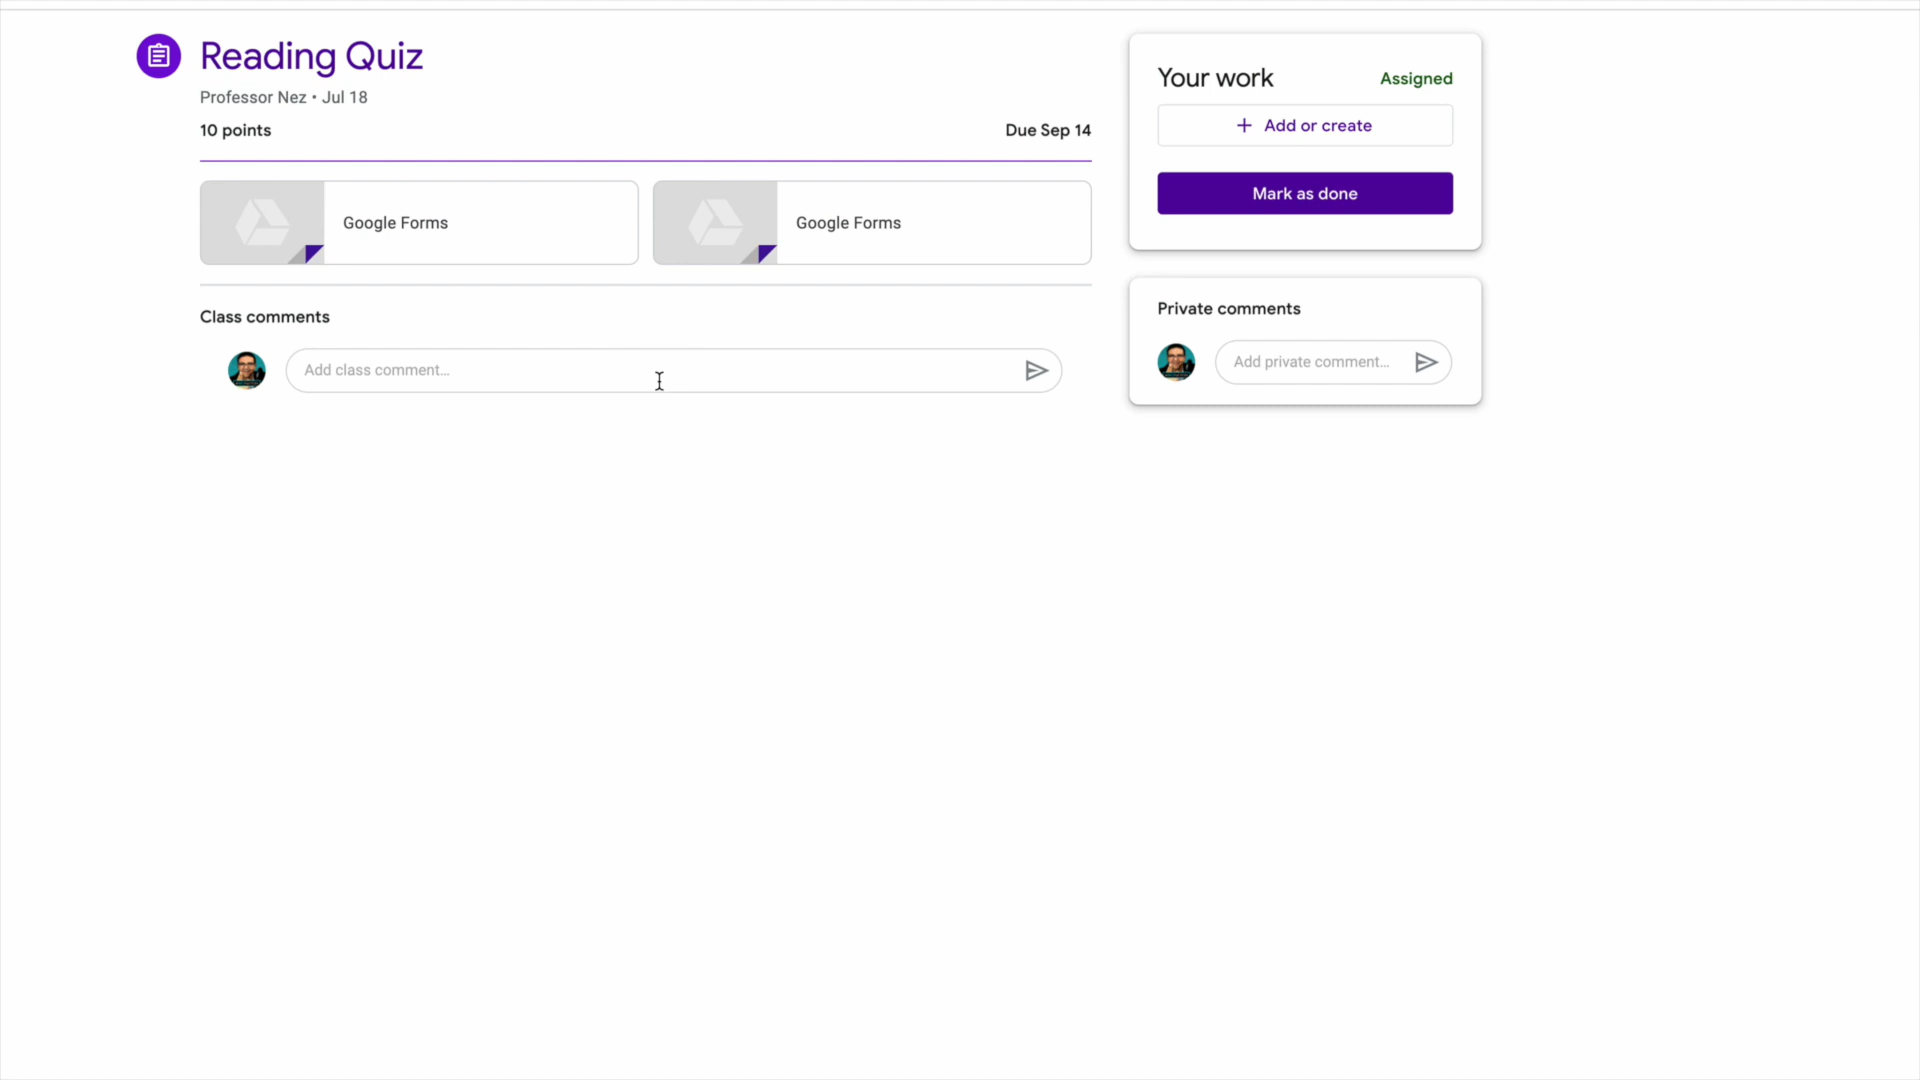 Reading Quiz
Professor Nez • Jul 18
10 points
Due Sep 14
Google Forms
Google Forms
Class comments
Add class comment...
Your work
Assigned
+ Add or create
Mark as done
Private comments
Add private comment...